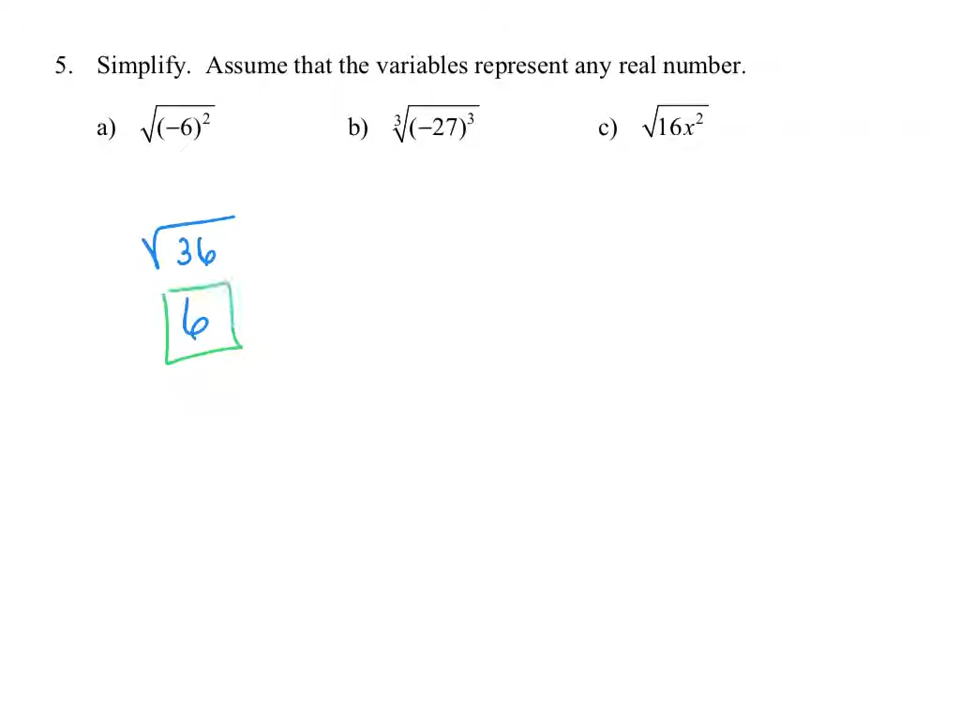 5. Simplify. Assume that the variables represent any real number.
a) √(−6)² b) ∛(−27)³ c) √16x²
√36
6